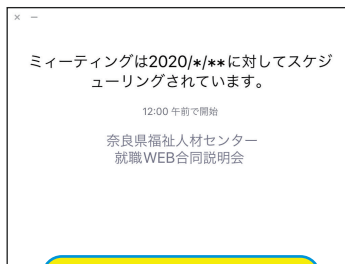 ミィーティングは2020/*/**に対してスケジ
ューリングされています。
12:00 午前で開始
奈良県福祉人材センター
就職WEB合同説明会